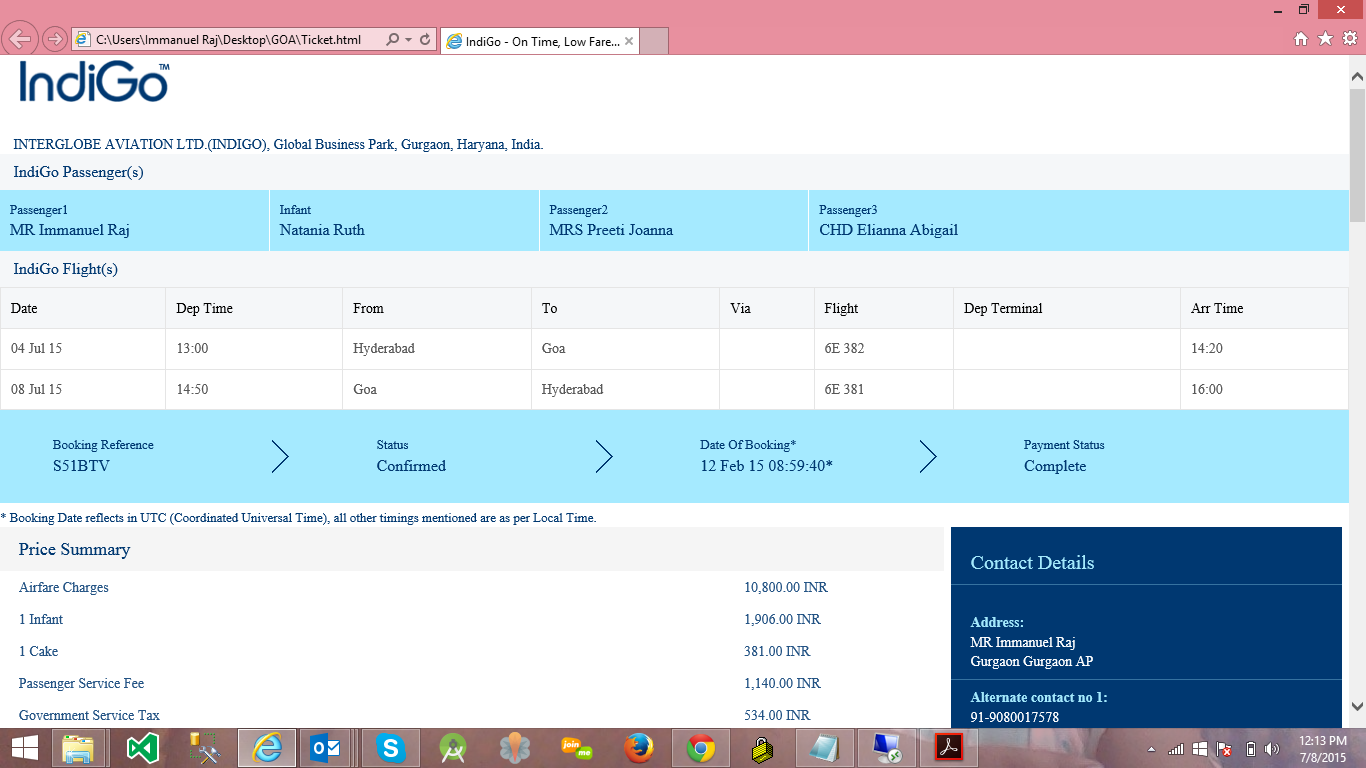 C:\Users\Immanuel Raj\Desktop\GOA\Ticket.html
IndiGo - On Time, Low Fare...
IndiGo™
INTERGLOBE AVIATION LTD.(INDIGO), Global Business Park, Gurgaon, Haryana, India.
IndiGo Passenger(s)
Passenger1 Infant Passenger2 Passenger3
MR Immanuel Raj Natania Ruth MRS Preeti Joanna CHD Elianna Abigail
IndiGo Flight(s)
Date Dep Time From To Via Flight Dep Terminal Arr Time
04 Jul 15 13:00 Hyderabad Goa 6E 382 14:20
08 Jul 15 14:50 Goa Hyderabad 6E 381 16:00
Booking Reference Status Date Of Booking* Payment Status
S51BTV Confirmed 12 Feb 15 08:59:40* Complete
* Booking Date reflects in UTC (Coordinated Universal Time), all other timings mentioned are as per Local Time.
Price Summary
Airfare Charges 10,800.00 INR
1 Infant 1,906.00 INR
1 Cake 381.00 INR
Passenger Service Fee 1,140.00 INR
Government Service Tax 534.00 INR
Contact Details
Address:
MR Immanuel Raj
Gurgaon Gurgaon AP
Alternate contact no 1:
91-9080017578
join me
12:13 PM
7/8/2015